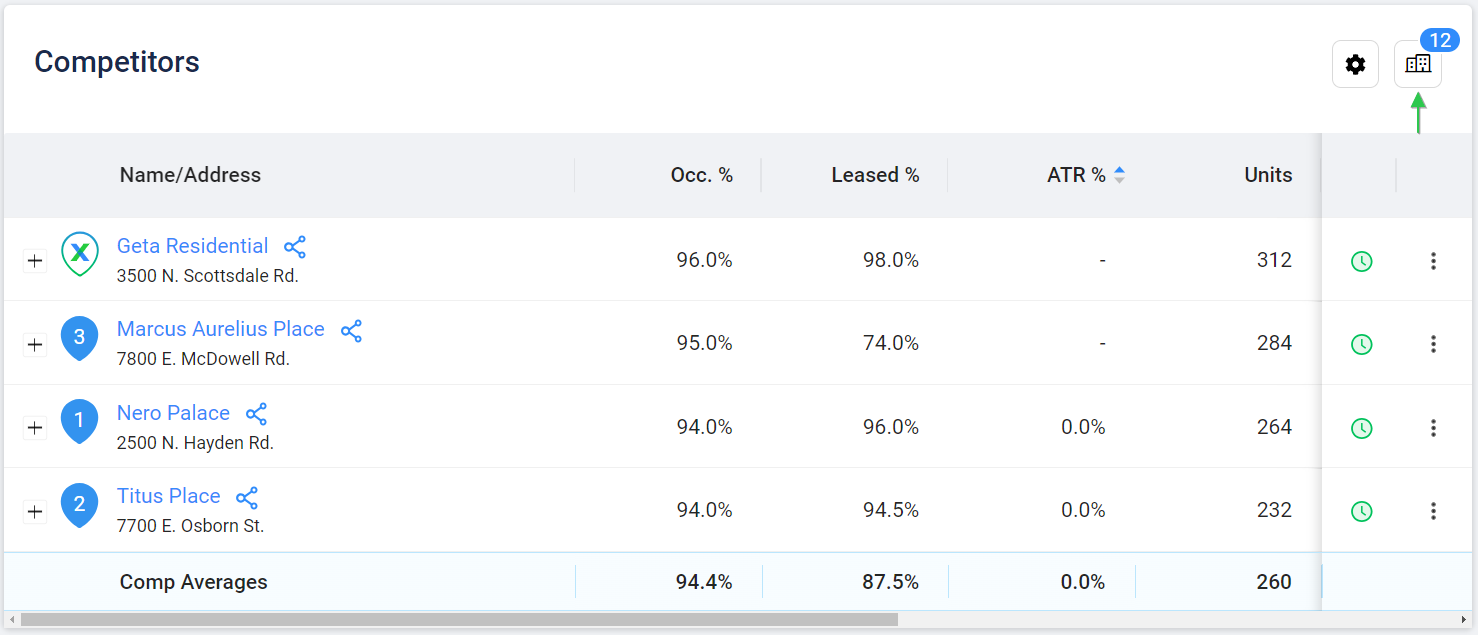 Competitors
12
Name/Address Occ. % Leased % ATR % Units
Geta Residential
3500 N. Scottsdale Rd.
96.0% 98.0% - 312
3
Marcus Aurelius Place
7800 E. McDowell Rd.
95.0% 74.0% - 284
1
Nero Palace
2500 N. Hayden Rd.
94.0% 96.0% 0.0% 264
2
Titus Place
7700 E. Osborn St.
94.0% 94.5% 0.0% 232
Comp Averages 94.4% 87.5% 0.0% 260